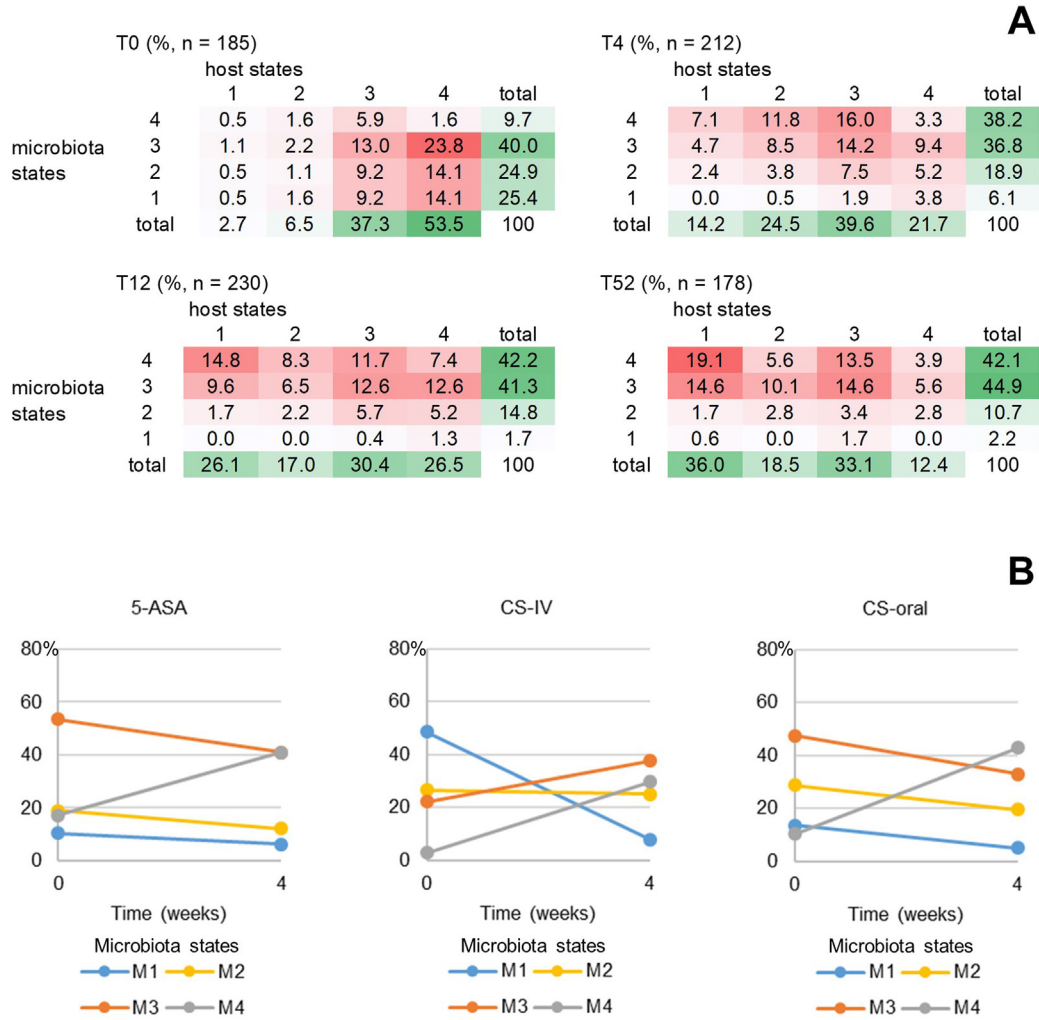 A
T0 (%, n = 185)
host states
1 2 3 4 total
4 0.5 1.6 5.9 1.6 9.7
microbiota 3 1.1 2.2 13.0 23.8 40.0
states 2 0.5 1.1 9.2 14.1 24.9
1 0.5 1.6 9.2 14.1 25.4
total 2.7 6.5 37.3 53.5 100
T4 (%, n = 212)
host states
1 2 3 4 total
7.1 11.8 16.0 3.3 38.2
4.7 8.5 14.2 9.4 36.8
2.4 3.8 7.5 5.2 18.9
0.0 0.5 1.9 3.8 6.1
14.2 24.5 39.6 21.7 100
4
3
2
1
total
T12 (%, n = 230)
host states
1 2 3 4 total
4 14.8 8.3 11.7 7.4 42.2
microbiota 3 9.6 6.5 12.6 12.6 41.3
states 2 1.7 2.2 5.7 5.2 14.8
1 0.0 0.0 0.4 1.3 1.7
total 26.1 17.0 30.4 26.5 100
T52 (%, n = 178)
host states
1 2 3 4 total
4 19.1 5.6 13.5 3.9 42.1
3 14.6 10.1 14.6 5.6 44.9
2 1.7 2.8 3.4 2.8 10.7
1 0.6 0.0 1.7 0.0 2.2
total 36.0 18.5 33.1 12.4 100
B
5-ASA
80%
60
40
20
0
0 4
Time (weeks)
Microbiota states
M1 M2
M3 M4
CS-IV
80%
60
40
20
0
0 4
Time (weeks)
Microbiota states
M1 M2
M3 M4
CS-oral
80%
60
40
20
0
0 4
Time (weeks)
Microbiota states
M1 M2
M3 M4